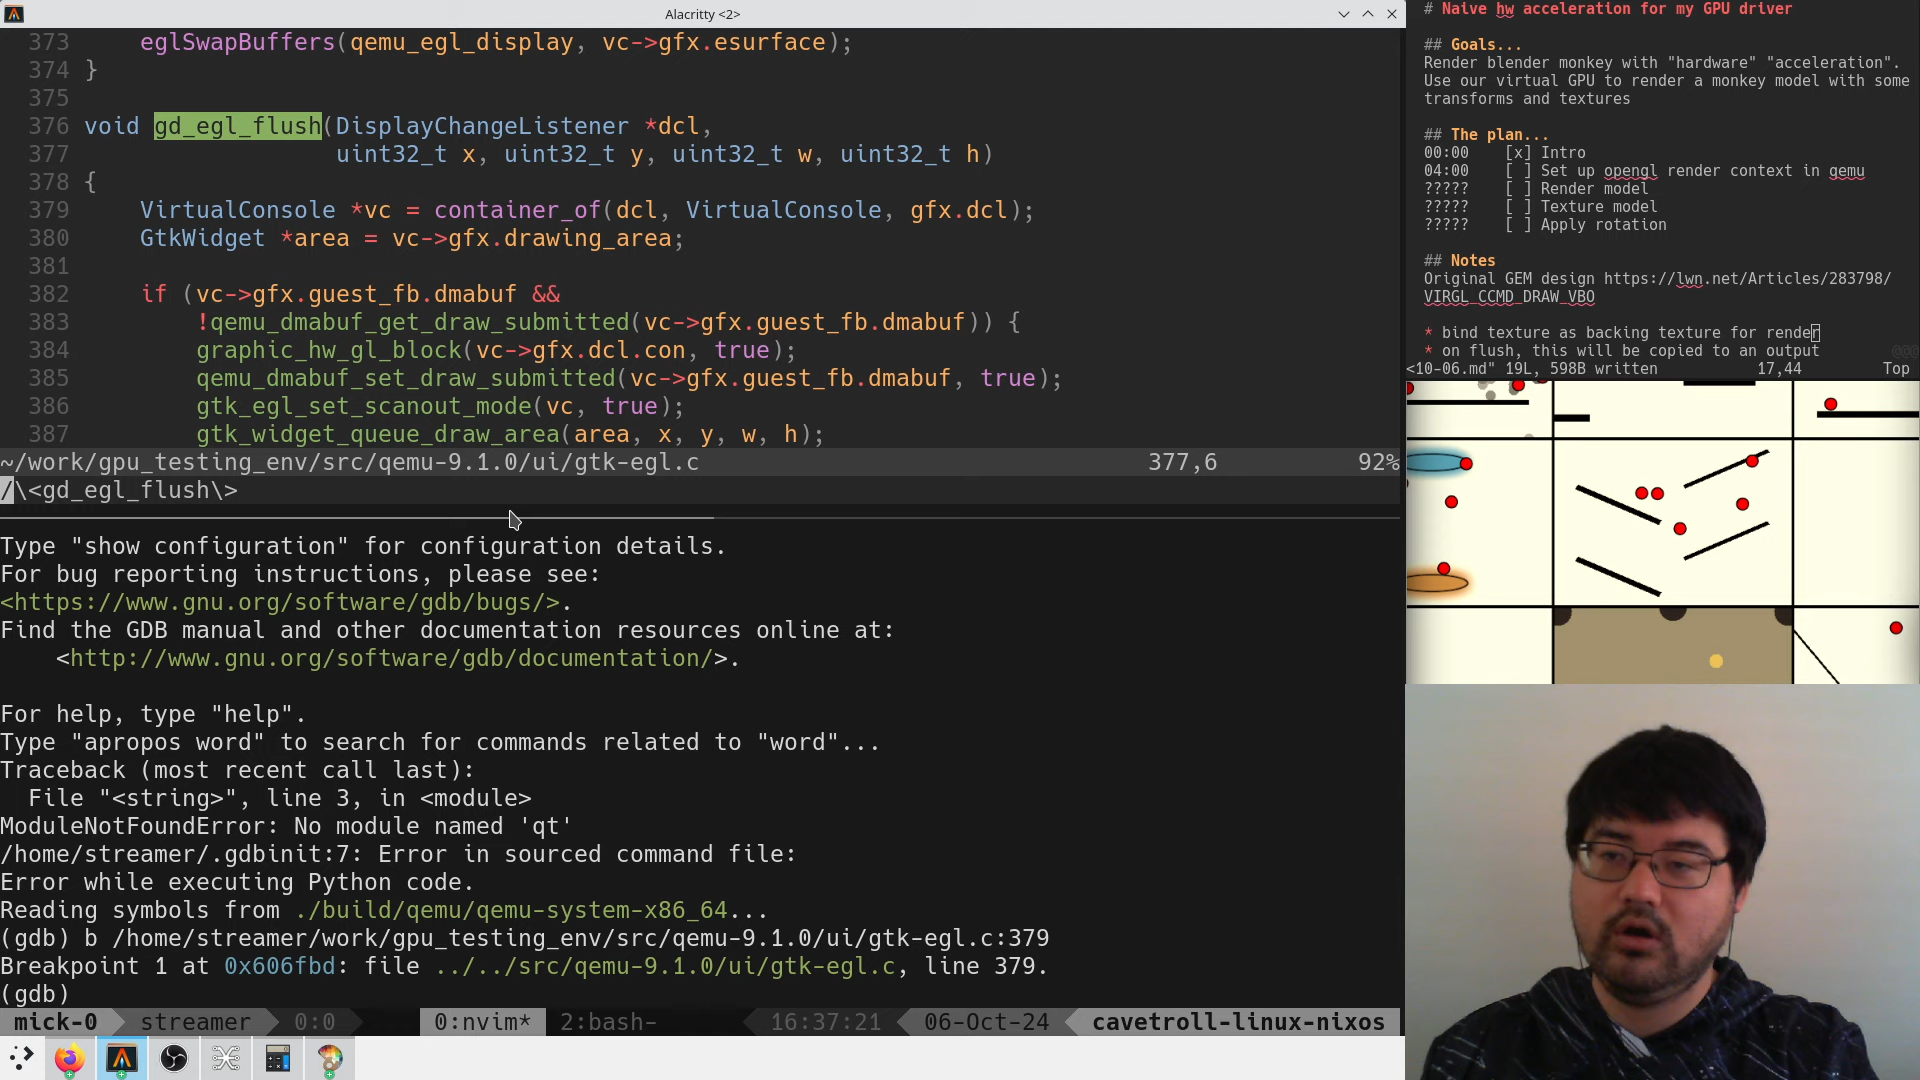 Alacritty <2>
373     eglSwapBuffers(qemu_egl_display, vc->gfx.esurface);
374 }
375
376 void gd_egl_flush(DisplayChangeListener *dcl,
377                   uint32_t x, uint32_t y, uint32_t w, uint32_t h)
378 {
379     VirtualConsole *vc = container_of(dcl, VirtualConsole, gfx.dcl);
380     GtkWidget *area = vc->gfx.drawing_area;
381
382     if (vc->gfx.guest_fb.dmabuf &&
383         !qemu_dmabuf_get_draw_submitted(vc->gfx.guest_fb.dmabuf)) {
384         graphic_hw_gl_block(vc->gfx.dcl.con, true);
385         qemu_dmabuf_set_draw_submitted(vc->gfx.guest_fb.dmabuf, true);
386         gtk_egl_set_scanout_mode(vc, true);
387         gtk_widget_queue_draw_area(area, x, y, w, h);
~/work/gpu_testing_env/src/qemu-9.1.0/ui/gtk-egl.c 377,6 92%
/\<gd_egl_flush\>
Type "show configuration" for configuration details.
For bug reporting instructions, please see:
<https://www.gnu.org/software/gdb/bugs/>.
Find the GDB manual and other documentation resources online at:
    <http://www.gnu.org/software/gdb/documentation/>.
For help, type "help".
Type "apropos word" to search for commands related to "word"...
Traceback (most recent call last):
  File "<string>", line 3, in <module>
ModuleNotFoundError: No module named 'qt'
/home/streamer/.gdbinit:7: Error in sourced command file:
Error while executing Python code.
Reading symbols from ./build/qemu/qemu-system-x86_64...
(gdb) b /home/streamer/work/gpu_testing_env/src/qemu-9.1.0/ui/gtk-egl.c:379
Breakpoint 1 at 0x606fbd: file ../../src/qemu-9.1.0/ui/gtk-egl.c, line 379.
(gdb)
mick-0 streamer 0:0 0:nvim* 2:bash- 16:37:21 06-Oct-24 cavetroll-linux-nixos
# Naive hw acceleration for my GPU driver
## Goals...
Render blender monkey with "hardware" "acceleration".
Use our virtual GPU to render a monkey model with some
transforms and textures
## The plan...
00:00    [x] Intro
04:00    [ ] Set up opengl render context in qemu
?????    [ ] Render model
?????    [ ] Texture model
?????    [ ] Apply rotation
## Notes
Original GEM design https://lwn.net/Articles/283798/
VIRGL_CCMD_DRAW_VBO
* bind texture as backing texture for render
* on flush, this will be copied to an output @@@
<10-06.md" 19L, 598B written 17,44 Top